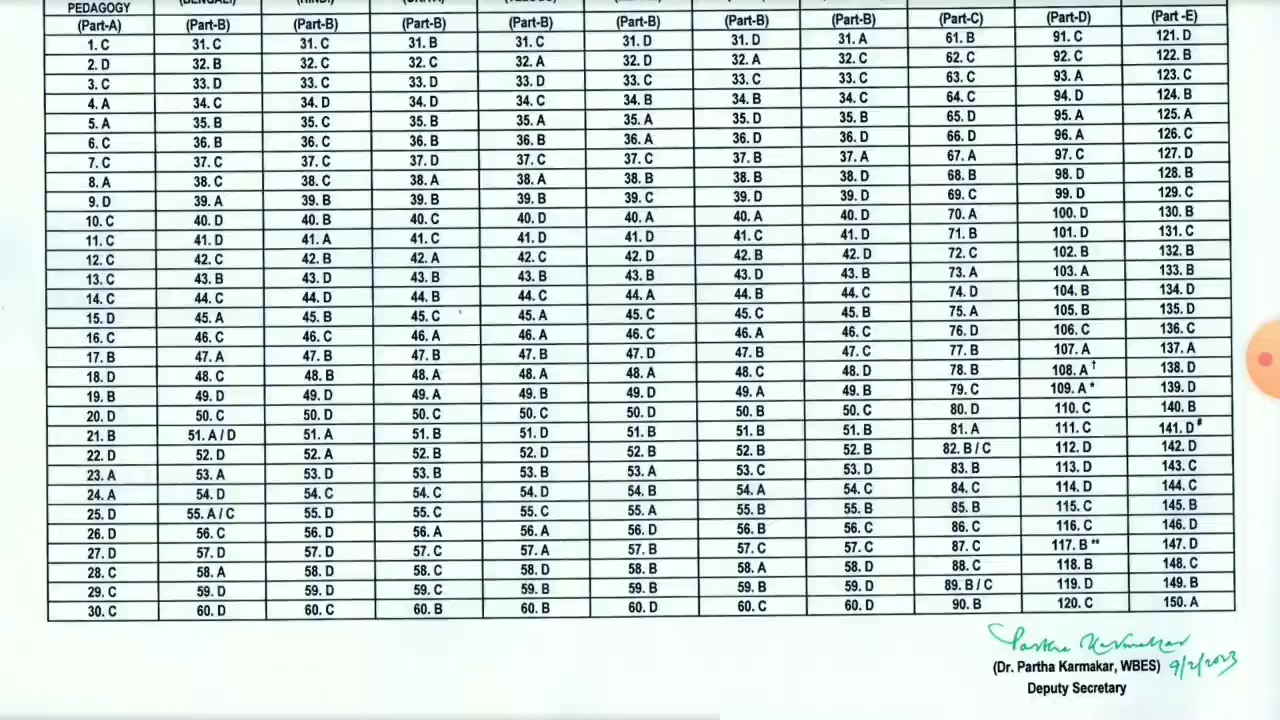 PEDAGOGY
(Part-A) (Part-B) (Part-B) (Part-B) (Part-B) (Part-B) (Part-B) (Part-B) (Part-C) (Part-D) (Part -E)
1. C 31. C 31. C 31. B 31. C 31. D 31. D 31. A 61. B 91. C 121. D
2. D 32. B 32. C 32. C 32. A 32. D 32. A 32. C 62. C 92. C 122. B
3. C 33. D 33. C 33. D 33. D 33. C 33. C 33. C 63. C 93. A 123. C
4. A 34. C 34. D 34. D 34. C 34. B 34. B 34. C 64. C 94. D 124. B
5. A 35. B 35. C 35. B 35. A 35. A 35. D 35. B 65. D 95. A 125. A
6. C 36. B 36. C 36. B 36. B 36. A 36. D 36. D 66. D 96. A 126. C
7. C 37. C 37. C 37. D 37. C 37. C 37. B 37. A 67. A 97. C 127. D
8. A 38. C 38. C 38. A 38. A 38. B 38. B 38. D 68. B 98. D 128. B
9. D 39. A 39. B 39. B 39. B 39. C 39. D 39. D 69. C 99. D 129. C
10. C 40. D 40. B 40. C 40. D 40. A 40. A 40. D 70. A 100. D 130. B
11. C 41. D 41. A 41. C 41. D 41. D 41. C 41. D 71. B 101. D 131. C
12. C 42. C 42. B 42. A 42. C 42. D 42. B 42. D 72. C 102. B 132. B
13. C 43. B 43. D 43. B 43. B 43. B 43. D 43. B 73. A 103. A 133. B
14. C 44. C 44. D 44. B 44. C 44. A 44. B 44. C 74. D 104. B 134. D
15. D 45. A 45. B 45. C 45. A 45. C 45. C 45. B 75. A 105. B 135. D
16. C 46. C 46. C 46. A 46. A 46. C 46. A 46. C 76. D 106. C 136. C
17. B 47. A 47. B 47. B 47. B 47. D 47. B 47. C 77. B 107. A 137. A
18. D 48. C 48. B 48. A 48. A 48. A 48. C 48. D 78. B 108. A † 138. D
19. B 49. D 49. D 49. A 49. B 49. D 49. A 49. B 79. C 109. A * 139. D
20. D 50. C 50. D 50. C 50. C 50. D 50. B 50. C 80. D 110. C 140. B
21. B 51. A / D 51. A 51. B 51. D 51. B 51. B 51. B 81. A 111. C 141. D #
22. D 52. D 52. A 52. B 52. D 52. B 52. B 52. B 82. B / C 112. D 142. D
23. A 53. A 53. D 53. B 53. B 53. A 53. C 53. D 83. B 113. D 143. C
24. A 54. D 54. C 54. C 54. D 54. B 54. A 54. C 84. C 114. D 144. C
25. D 55. A / C 55. D 55. C 55. C 55. A 55. B 55. B 85. B 115. C 145. B
26. D 56. C 56. D 56. A 56. A 56. D 56. B 56. C 86. C 116. C 146. D
27. D 57. D 57. D 57. C 57. A 57. B 57. C 57. C 87. C 117. B ** 147. D
28. C 58. A 58. D 58. C 58. D 58. B 58. A 58. D 88. C 118. B 148. C
29. C 59. D 59. D 59. C 59. B 59. B 59. B 59. D 89. B / C 119. D 149. B
30. C 60. D 60. C 60. B 60. B 60. D 60. C 60. D 90. B 120. C 150. A
Partha Karmakar
(Dr. Partha Karmakar, WBES) 9/2/2023
Deputy Secretary